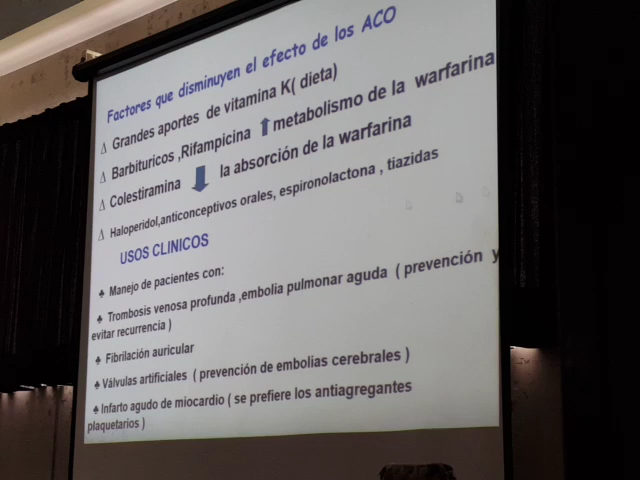 Factores que disminuyen el efecto de los ACO
Δ Grandes aportes de vitamina K( dieta)
Δ Barbituricos ,Rifampicina ⬆ metabolismo de la warfarina
Δ Colestiramina ⬇ la absorción de la warfarina
Δ Haloperidol,anticonceptivos orales, espironolactona , tiazidas
USOS CLINICOS
♣ Manejo de pacientes con:
♣ Trombosis venosa profunda ,embolia pulmonar aguda ( prevención y
evitar recurrencia )
♣ Fibrilación auricular
♣ Válvulas artificiales ( prevención de embolias cerebrales )
♣ Infarto agudo de miocardio ( se prefiere los antiagregantes
plaquetarios )